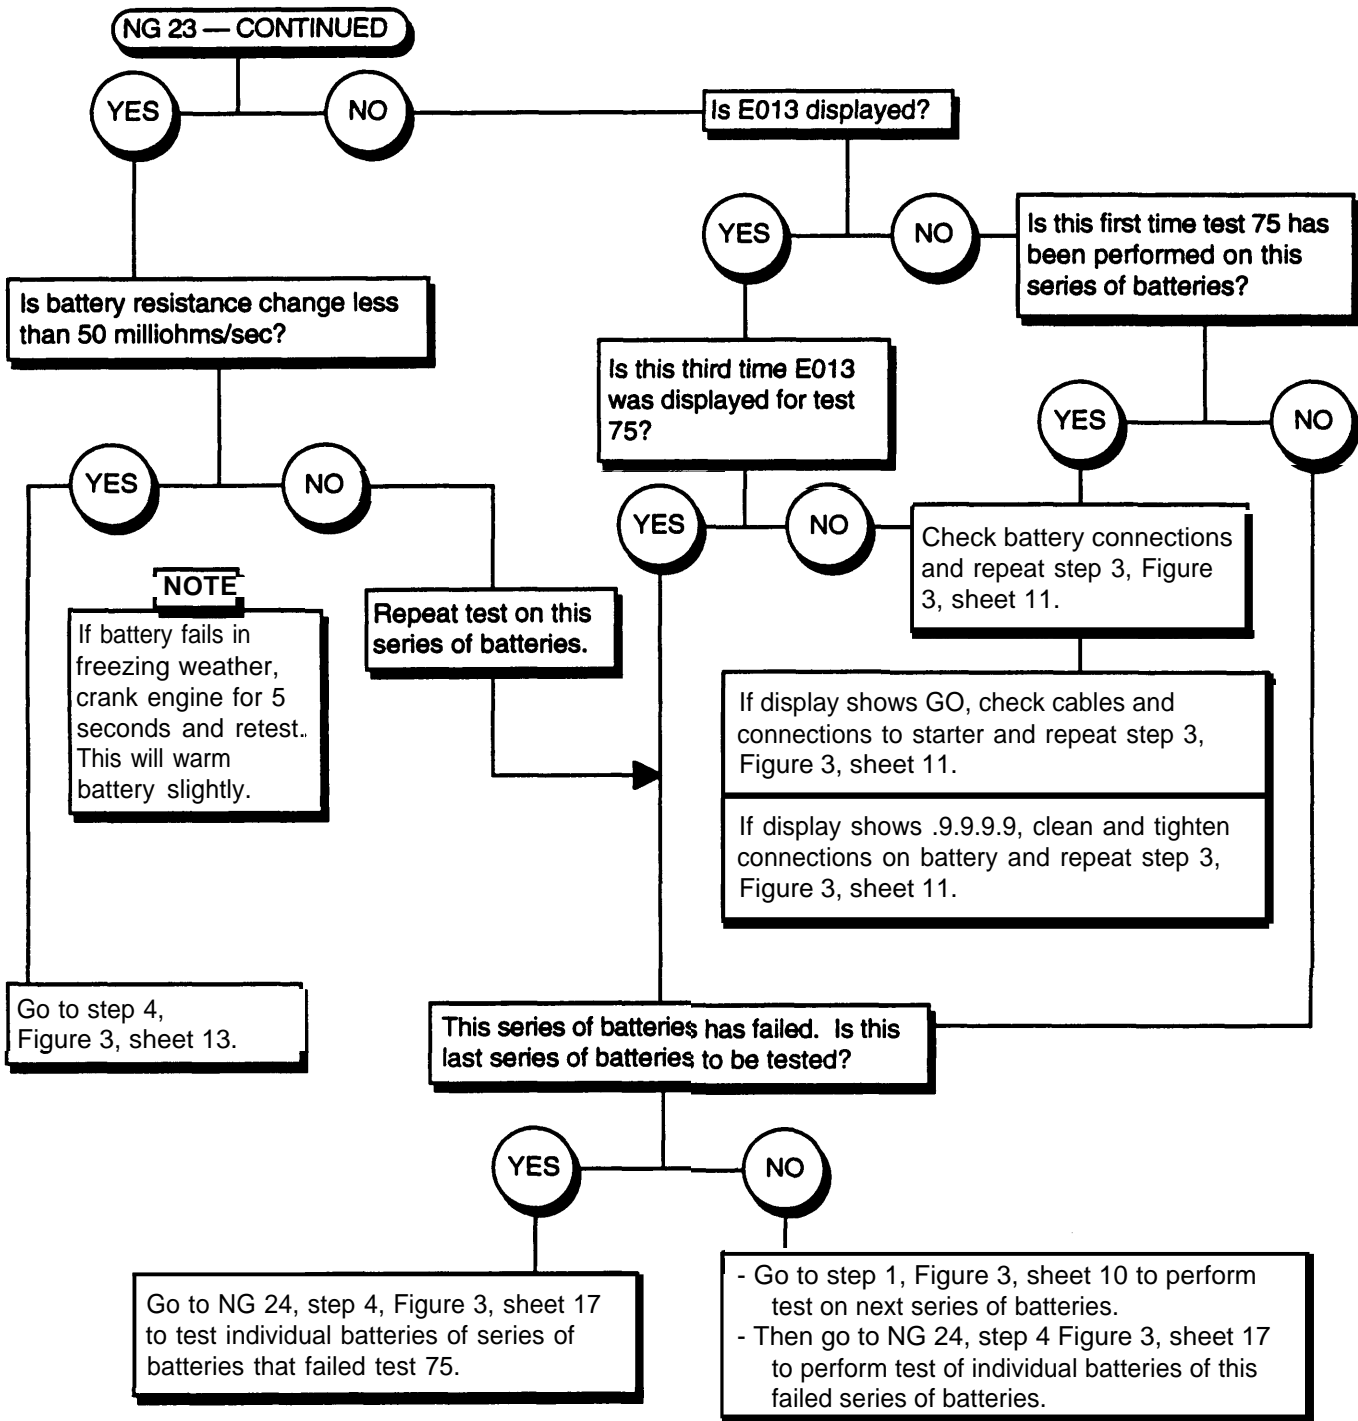 NG 23 — CONTINUED
YES
NO
Is E013 displayed?
YES
NO
Is this first time test 75 has
been performed on this
series of batteries?
Is battery resistance change less
than 50 milliohms/sec?
Is this third time E013
was displayed for test
75?
YES
NO
YES
NO
YES
NO
Check battery connections
and repeat step 3, Figure
3, sheet 11.
NOTE
If battery fails in
freezing weather,
crank engine for 5
seconds and retest.
This will warm
battery slightly.
Repeat test on this
series of batteries.
If display shows GO, check cables and
connections to starter and repeat step 3,
Figure 3, sheet 11.
If display shows .9.9.9.9, clean and tighten
connections on battery and repeat step 3,
Figure 3, sheet 11.
Go to step 4,
Figure 3, sheet 13.
This series of batteries has failed. Is this
last series of batteries to be tested?
YES
NO
Go to NG 24, step 4, Figure 3, sheet 17
to test individual batteries of series of
batteries that failed test 75.
- Go to step 1, Figure 3, sheet 10 to perform
test on next series of batteries.
- Then go to NG 24, step 4 Figure 3, sheet 17
to perform test of individual batteries of this
failed series of batteries.